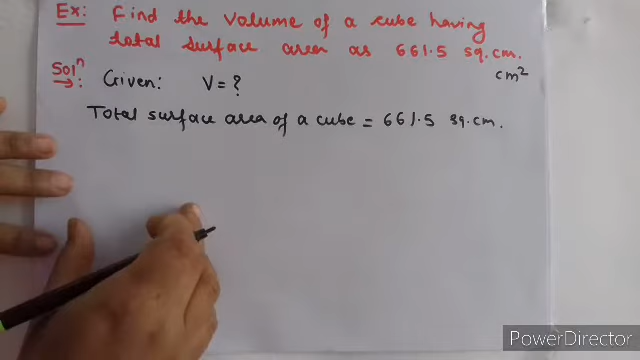 Ex: Find the volume of a cube having
total surface area as 661.5 sq.cm.
cm²
Solⁿ →: Given: V = ?
Total surface area of a cube = 661.5 sq.cm.
PowerDirector